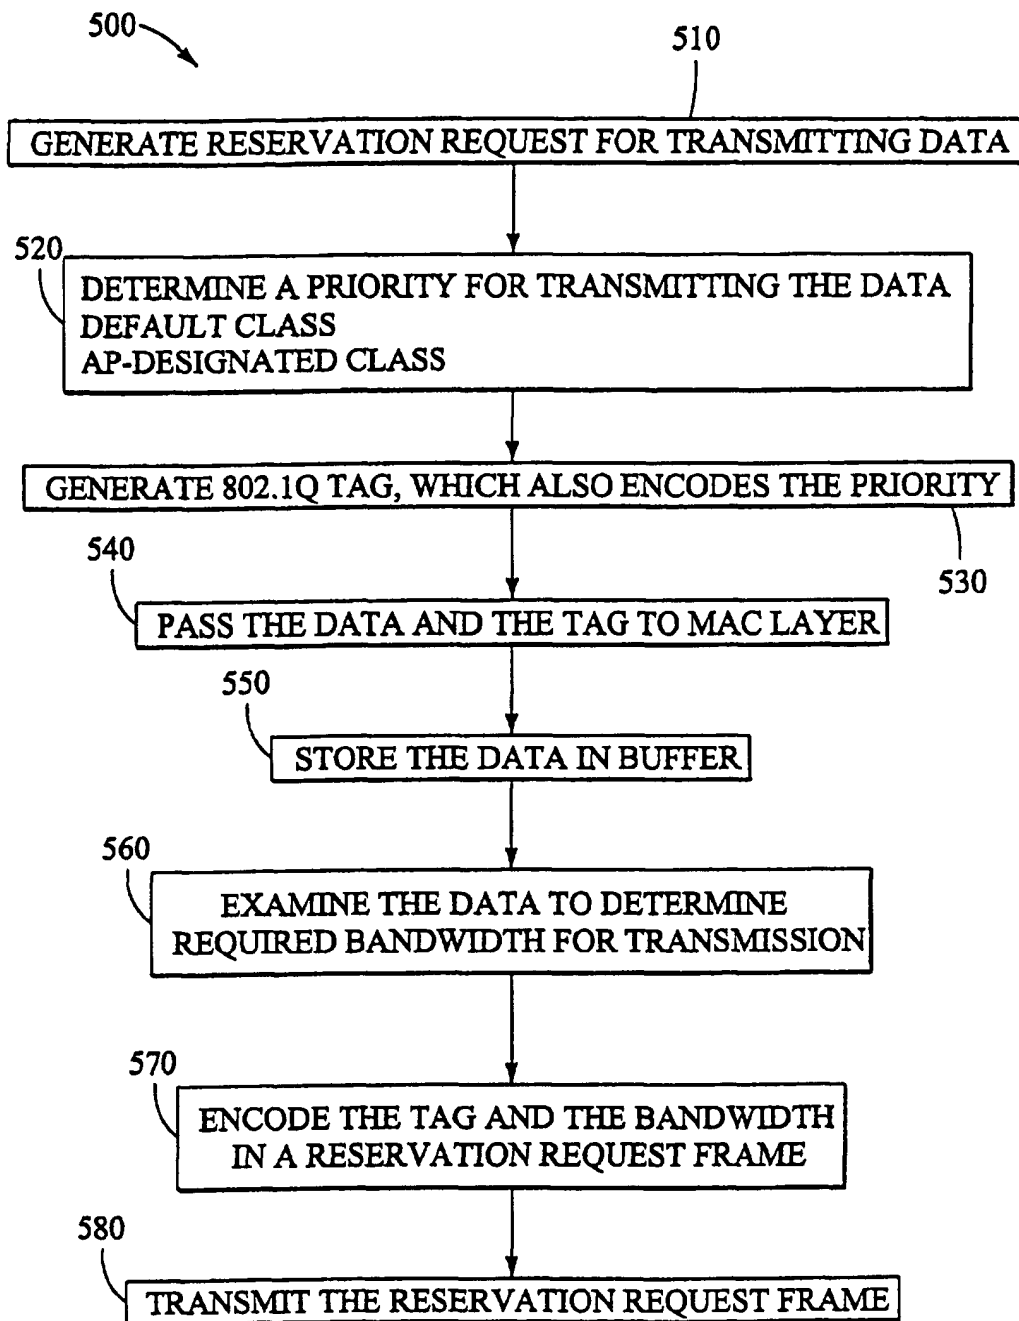 500
510
GENERATE RESERVATION REQUEST FOR TRANSMITTING DATA
520
DETERMINE A PRIORITY FOR TRANSMITTING THE DATA
DEFAULT CLASS
AP-DESIGNATED CLASS
GENERATE 802.1Q TAG, WHICH ALSO ENCODES THE PRIORITY
530
540
PASS THE DATA AND THE TAG TO MAC LAYER
550
STORE THE DATA IN BUFFER
560
EXAMINE THE DATA TO DETERMINE
REQUIRED BANDWIDTH FOR TRANSMISSION
570
ENCODE THE TAG AND THE BANDWIDTH
IN A RESERVATION REQUEST FRAME
580
TRANSMIT THE RESERVATION REQUEST FRAME